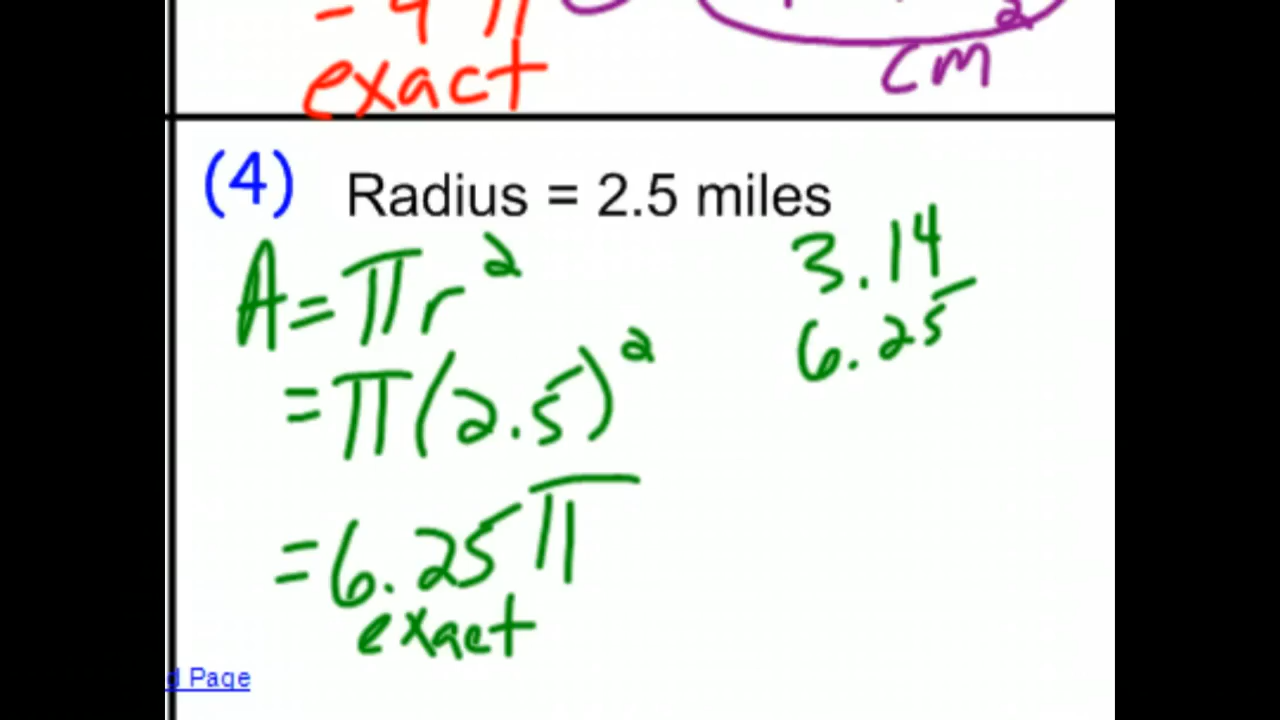 exact
cm
(4) Radius = 2.5 miles
A = πr²
3.14
= π(2.5)²
6.25
= 6.25π
exact
d Page